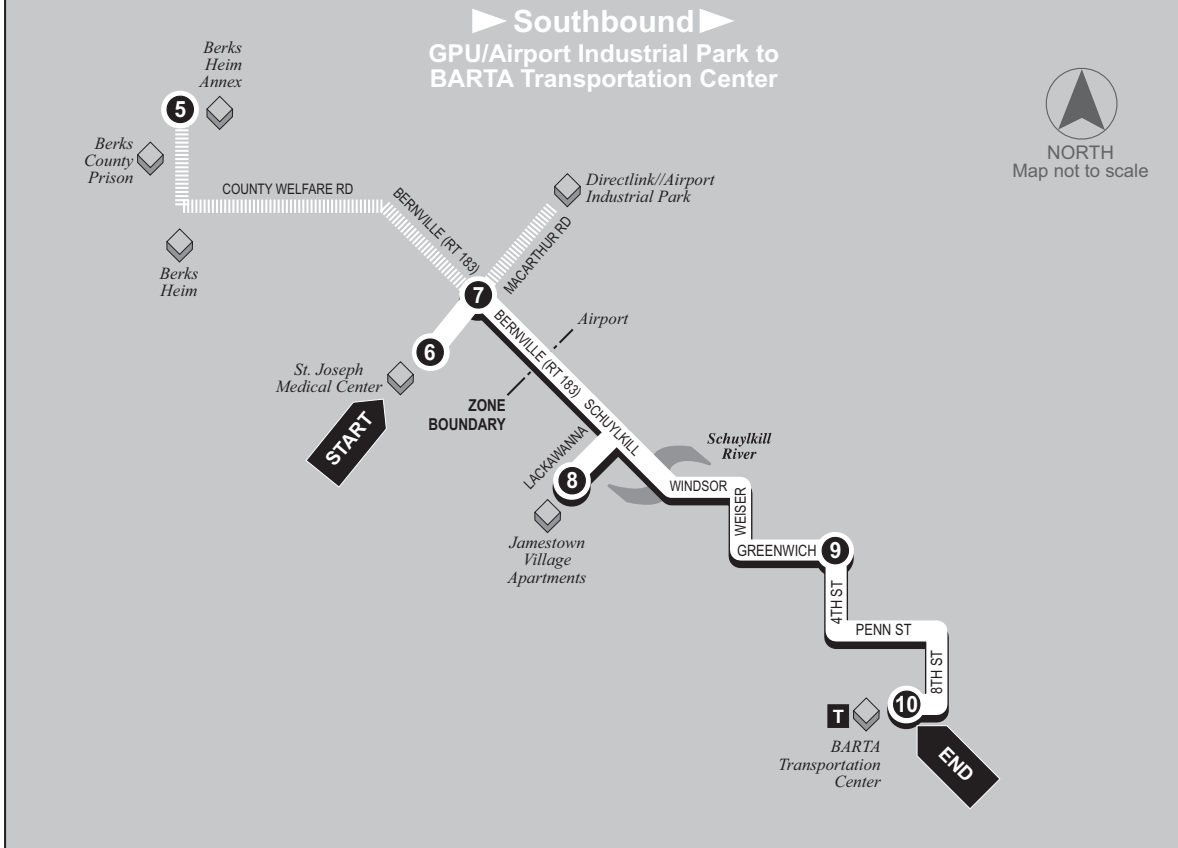 Southbound
GPU/Airport Industrial Park to
BARTA Transportation Center
Berks
Heim
Annex
5
Berks
County
Prison
NORTH
Map not to scale
COUNTY WELFARE RD
BERNVILLE (RT 183)
Directlink//Airport
Industrial Park
MACARTHUR RD
Berks
Heim
7
BERNVILLE (RT 183)
Airport
6
St. Joseph
Medical Center
START
ZONE
BOUNDARY
SCHUYLKILL
LACKAWANNA
Schuylkill
River
8
WINDSOR
WEISER
Jamestown
Village
Apartments
GREENWICH
9
4TH ST
PENN ST
8TH ST
10
T
BARTA
Transportation
Center
END